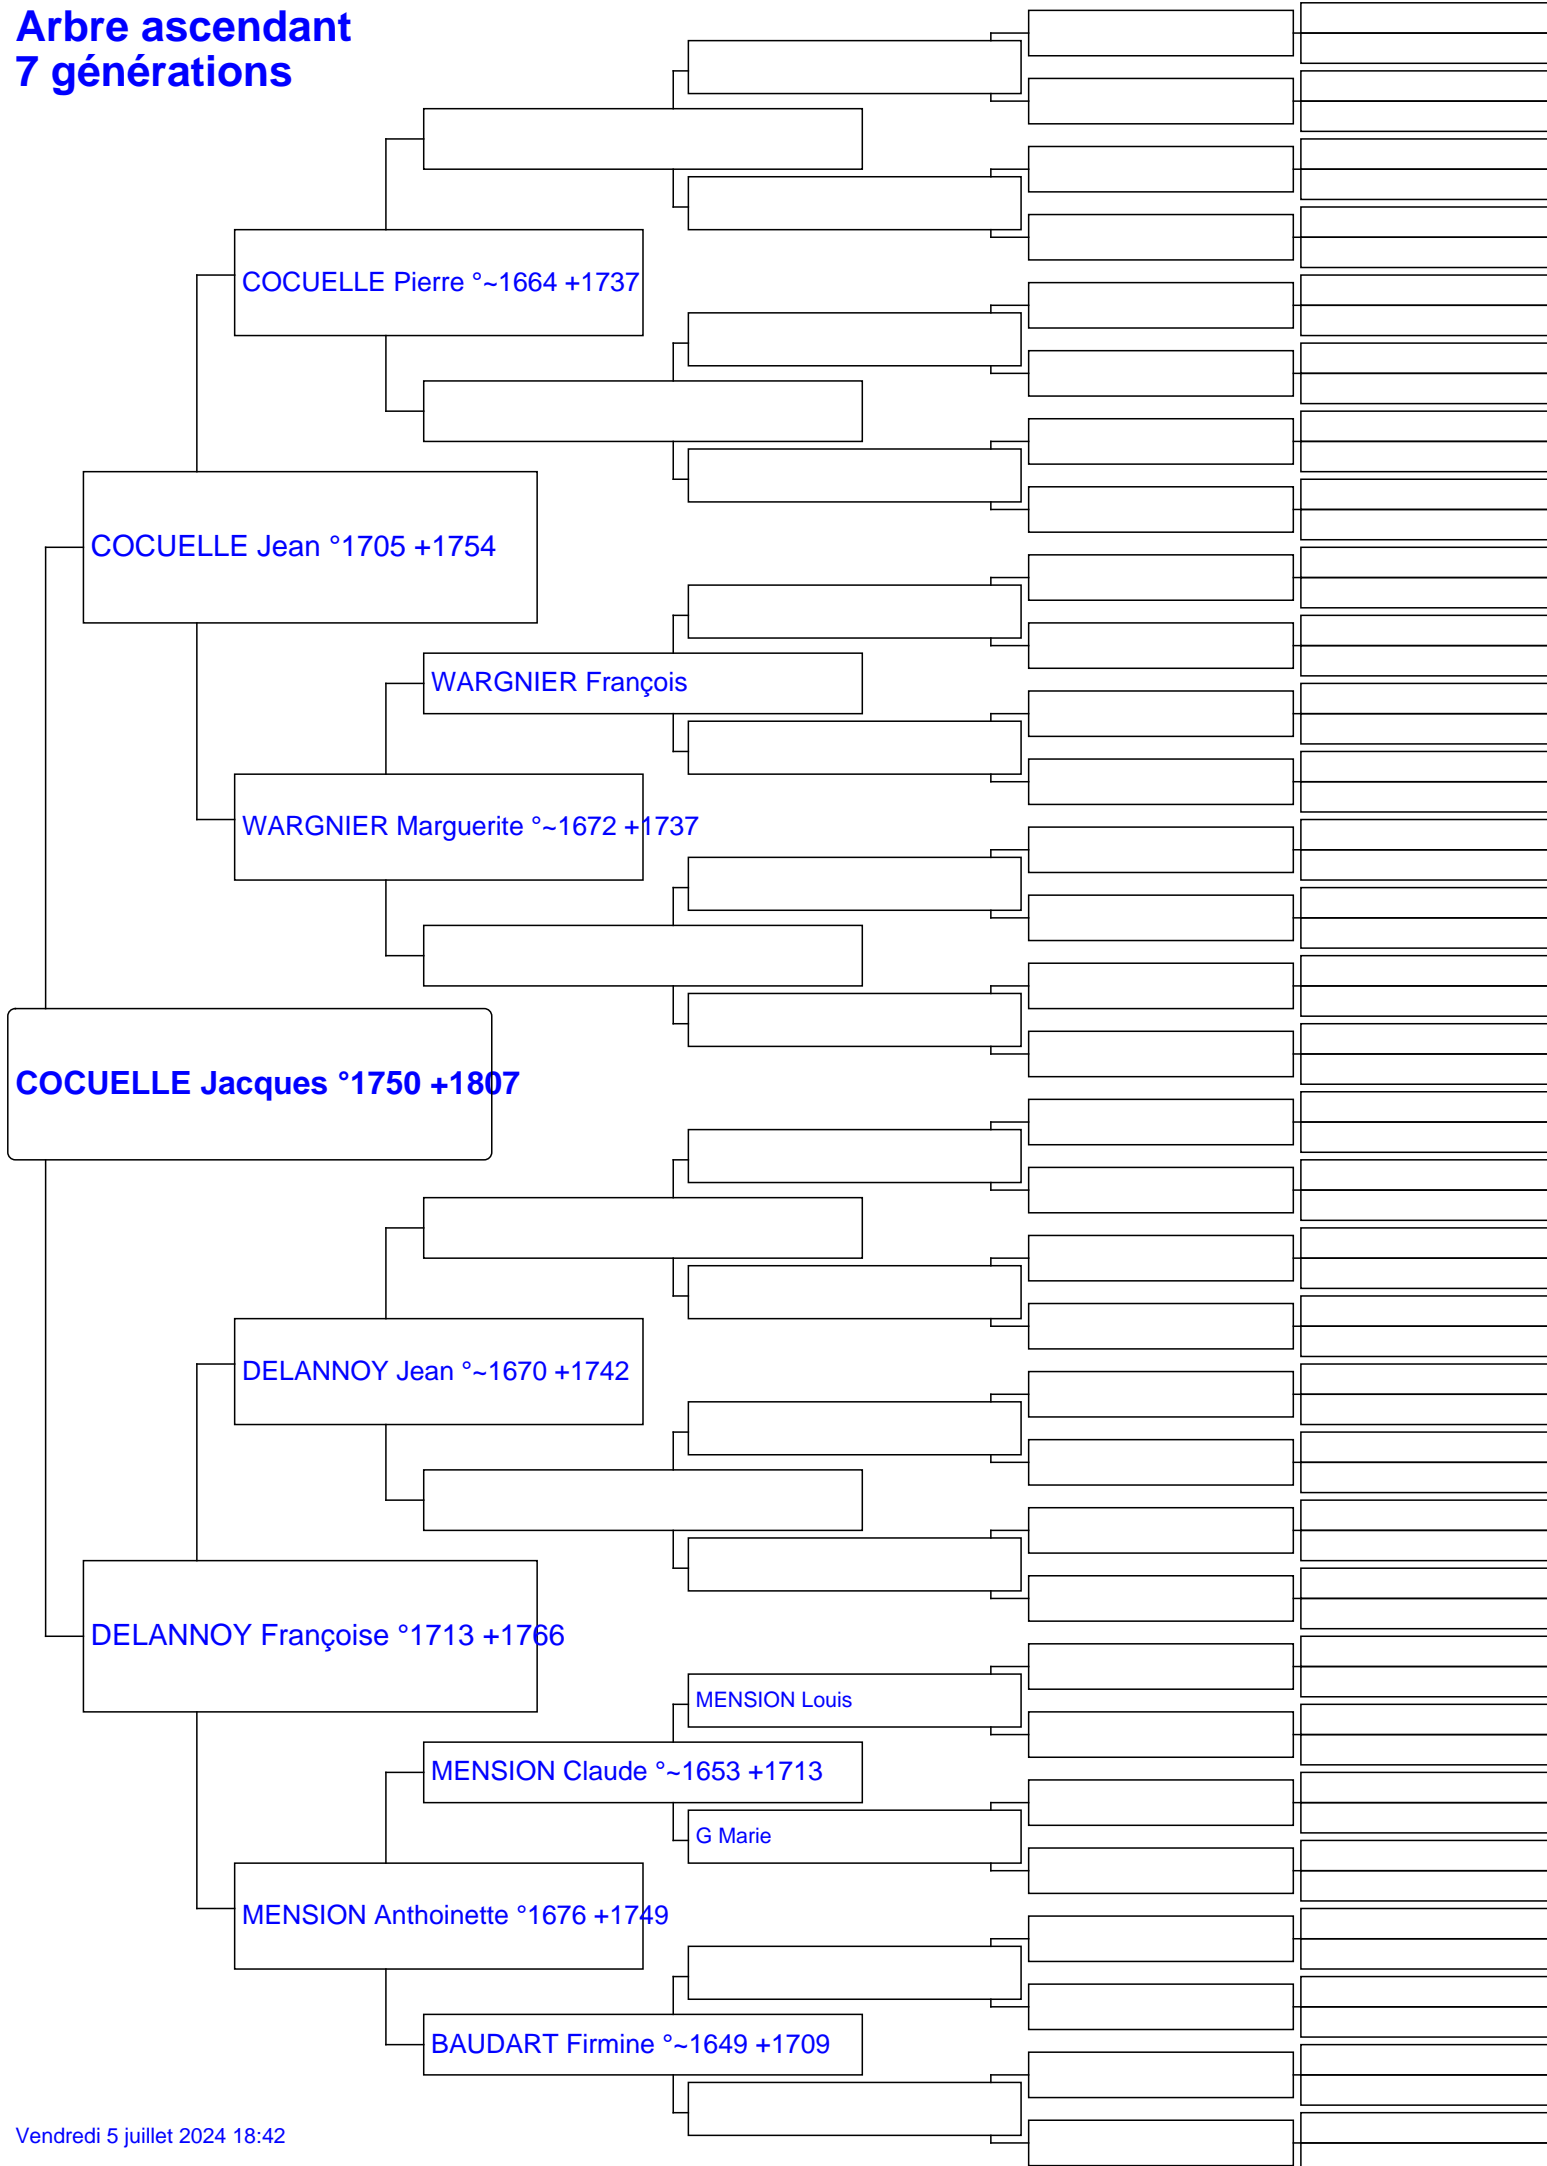 Arbre ascendant
7 générations
COCUELLE Pierre °~1664 +1737
COCUELLE Jean °1705 +1754
WARGNIER François
WARGNIER Marguerite °~1672 +1737
COCUELLE Jacques °1750 +1807
DELANNOY Jean °~1670 +1742
DELANNOY Françoise °1713 +1766
MENSION Louis
MENSION Claude °~1653 +1713
G Marie
MENSION Anthoinette °1676 +1749
BAUDART Firmine °~1649 +1709
Vendredi 5 juillet 2024 18:42